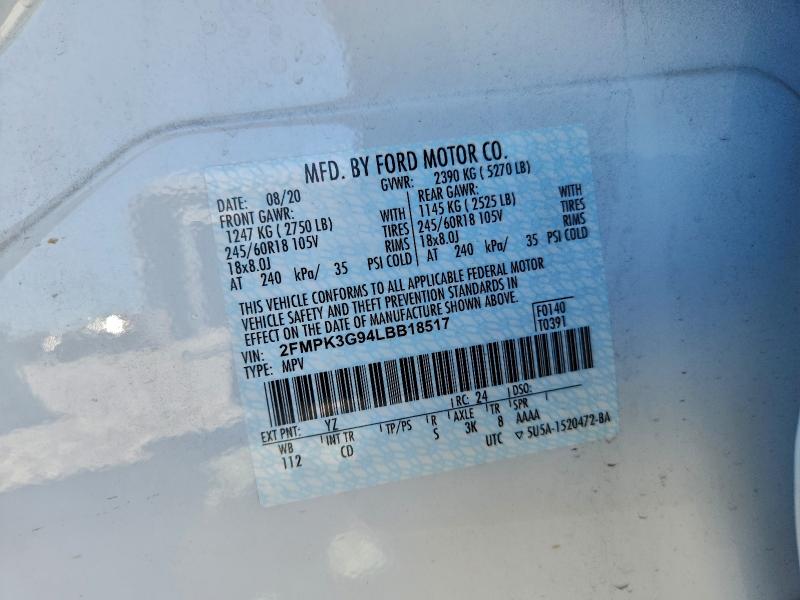 MFD. BY FORD MOTOR CO.
DATE: 08/20 GVWR: 2390 KG ( 5270 LB)
FRONT GAWR: REAR GAWR:
1247 KG ( 2750 LB) WITH 1145 KG ( 2525 LB) WITH
245/60R18 105V TIRES 245/60R18 105V TIRES
18x8.0J RIMS 18x8.0J RIMS
AT 240 kPa/ 35 PSI COLD AT 240 kPa/ 35 PSI COLD
THIS VEHICLE CONFORMS TO ALL APPLICABLE FEDERAL MOTOR
VEHICLE SAFETY AND THEFT PREVENTION STANDARDS IN
EFFECT ON THE DATE OF MANUFACTURE SHOWN ABOVE.
VIN: 2FMPK3G94LBB18517 F0140
TYPE: MPV T0391
EXT PNT: YZ RC: 24 DSO:
WB INT TR TP/PS R AXLE TR SPR
112 CD S 3K 8 AAAA
UTC ▽ 5U5A-1520472-BA